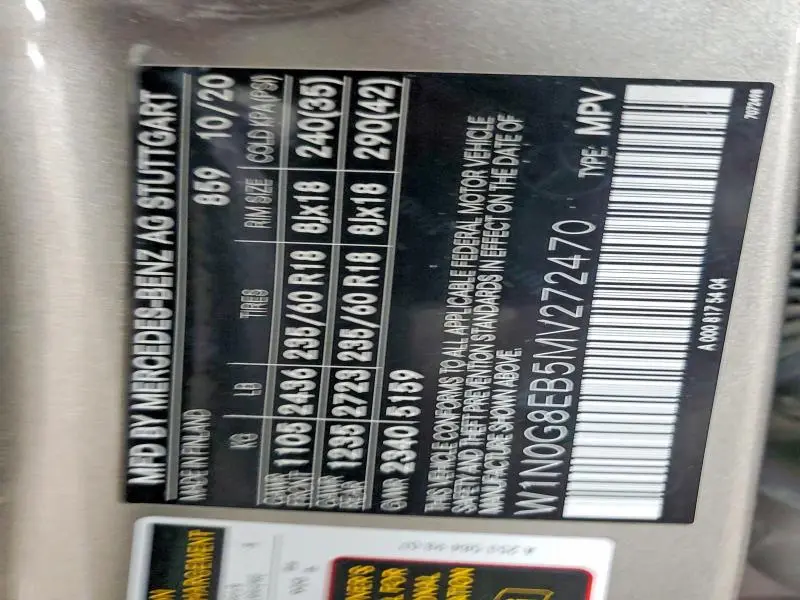 MFD BY MERCEDES-BENZ AG STUTTGART
MADE IN FINLAND 859 10/20
KG LB TIRES RIM SIZE COLD KPA (PSI)
GAWR FRONT 1105 2436 235/60 R18 8Jx18 240(35)
GAWR REAR 1235 2723 235/60 R18 8Jx18 290(42)
GVWR 2340 5159
THIS VEHICLE CONFORMS TO ALL APPLICABLE FEDERAL MOTOR VEHICLE
SAFETY AND THEFT PREVENTION STANDARDS IN EFFECT ON THE DATE OF
MANUFACTURE SHOWN ABOVE.
W1N0G8EB5MV272470 TYPE: MPV
A 000 817 54 04
7072498